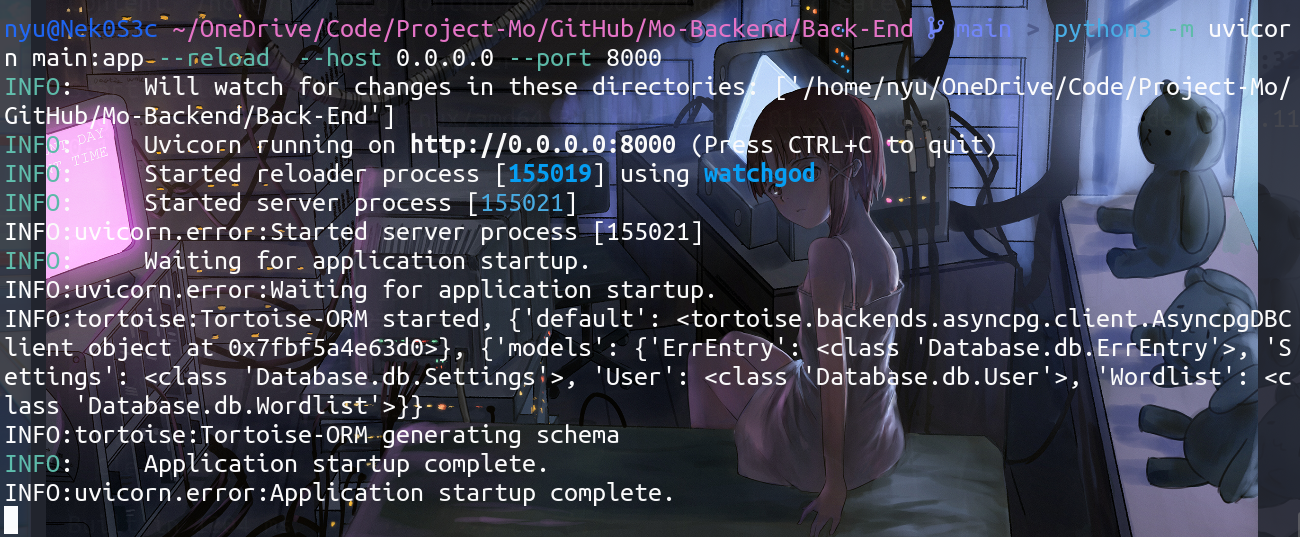 nyu@Nek0S3c ~/OneDrive/Code/Project-Mo/GitHub/Mo-Backend/Back-End main > python3 -m uvicor
n main:app --reload  --host 0.0.0.0 --port 8000
INFO:     Will watch for changes in these directories: ['/home/nyu/OneDrive/Code/Project-Mo/
GitHub/Mo-Backend/Back-End']
INFO:     Uvicorn running on http://0.0.0.0:8000 (Press CTRL+C to quit)
INFO:     Started reloader process [155019] using watchgod
INFO:     Started server process [155021]
INFO:uvicorn.error:Started server process [155021]
INFO:     Waiting for application startup.
INFO:uvicorn.error:Waiting for application startup.
INFO:tortoise:Tortoise-ORM started, {'default': <tortoise.backends.asyncpg.client.AsyncpgDBC
lient object at 0x7fbf5a4e63d0>}, {'models': {'ErrEntry': <class 'Database.db.ErrEntry'>, 'S
ettings': <class 'Database.db.Settings'>, 'User': <class 'Database.db.User'>, 'Wordlist': <c
lass 'Database.db.Wordlist'>}}
INFO:tortoise:Tortoise-ORM generating schema
INFO:     Application startup complete.
INFO:uvicorn.error:Application startup complete.
DAY
TIME